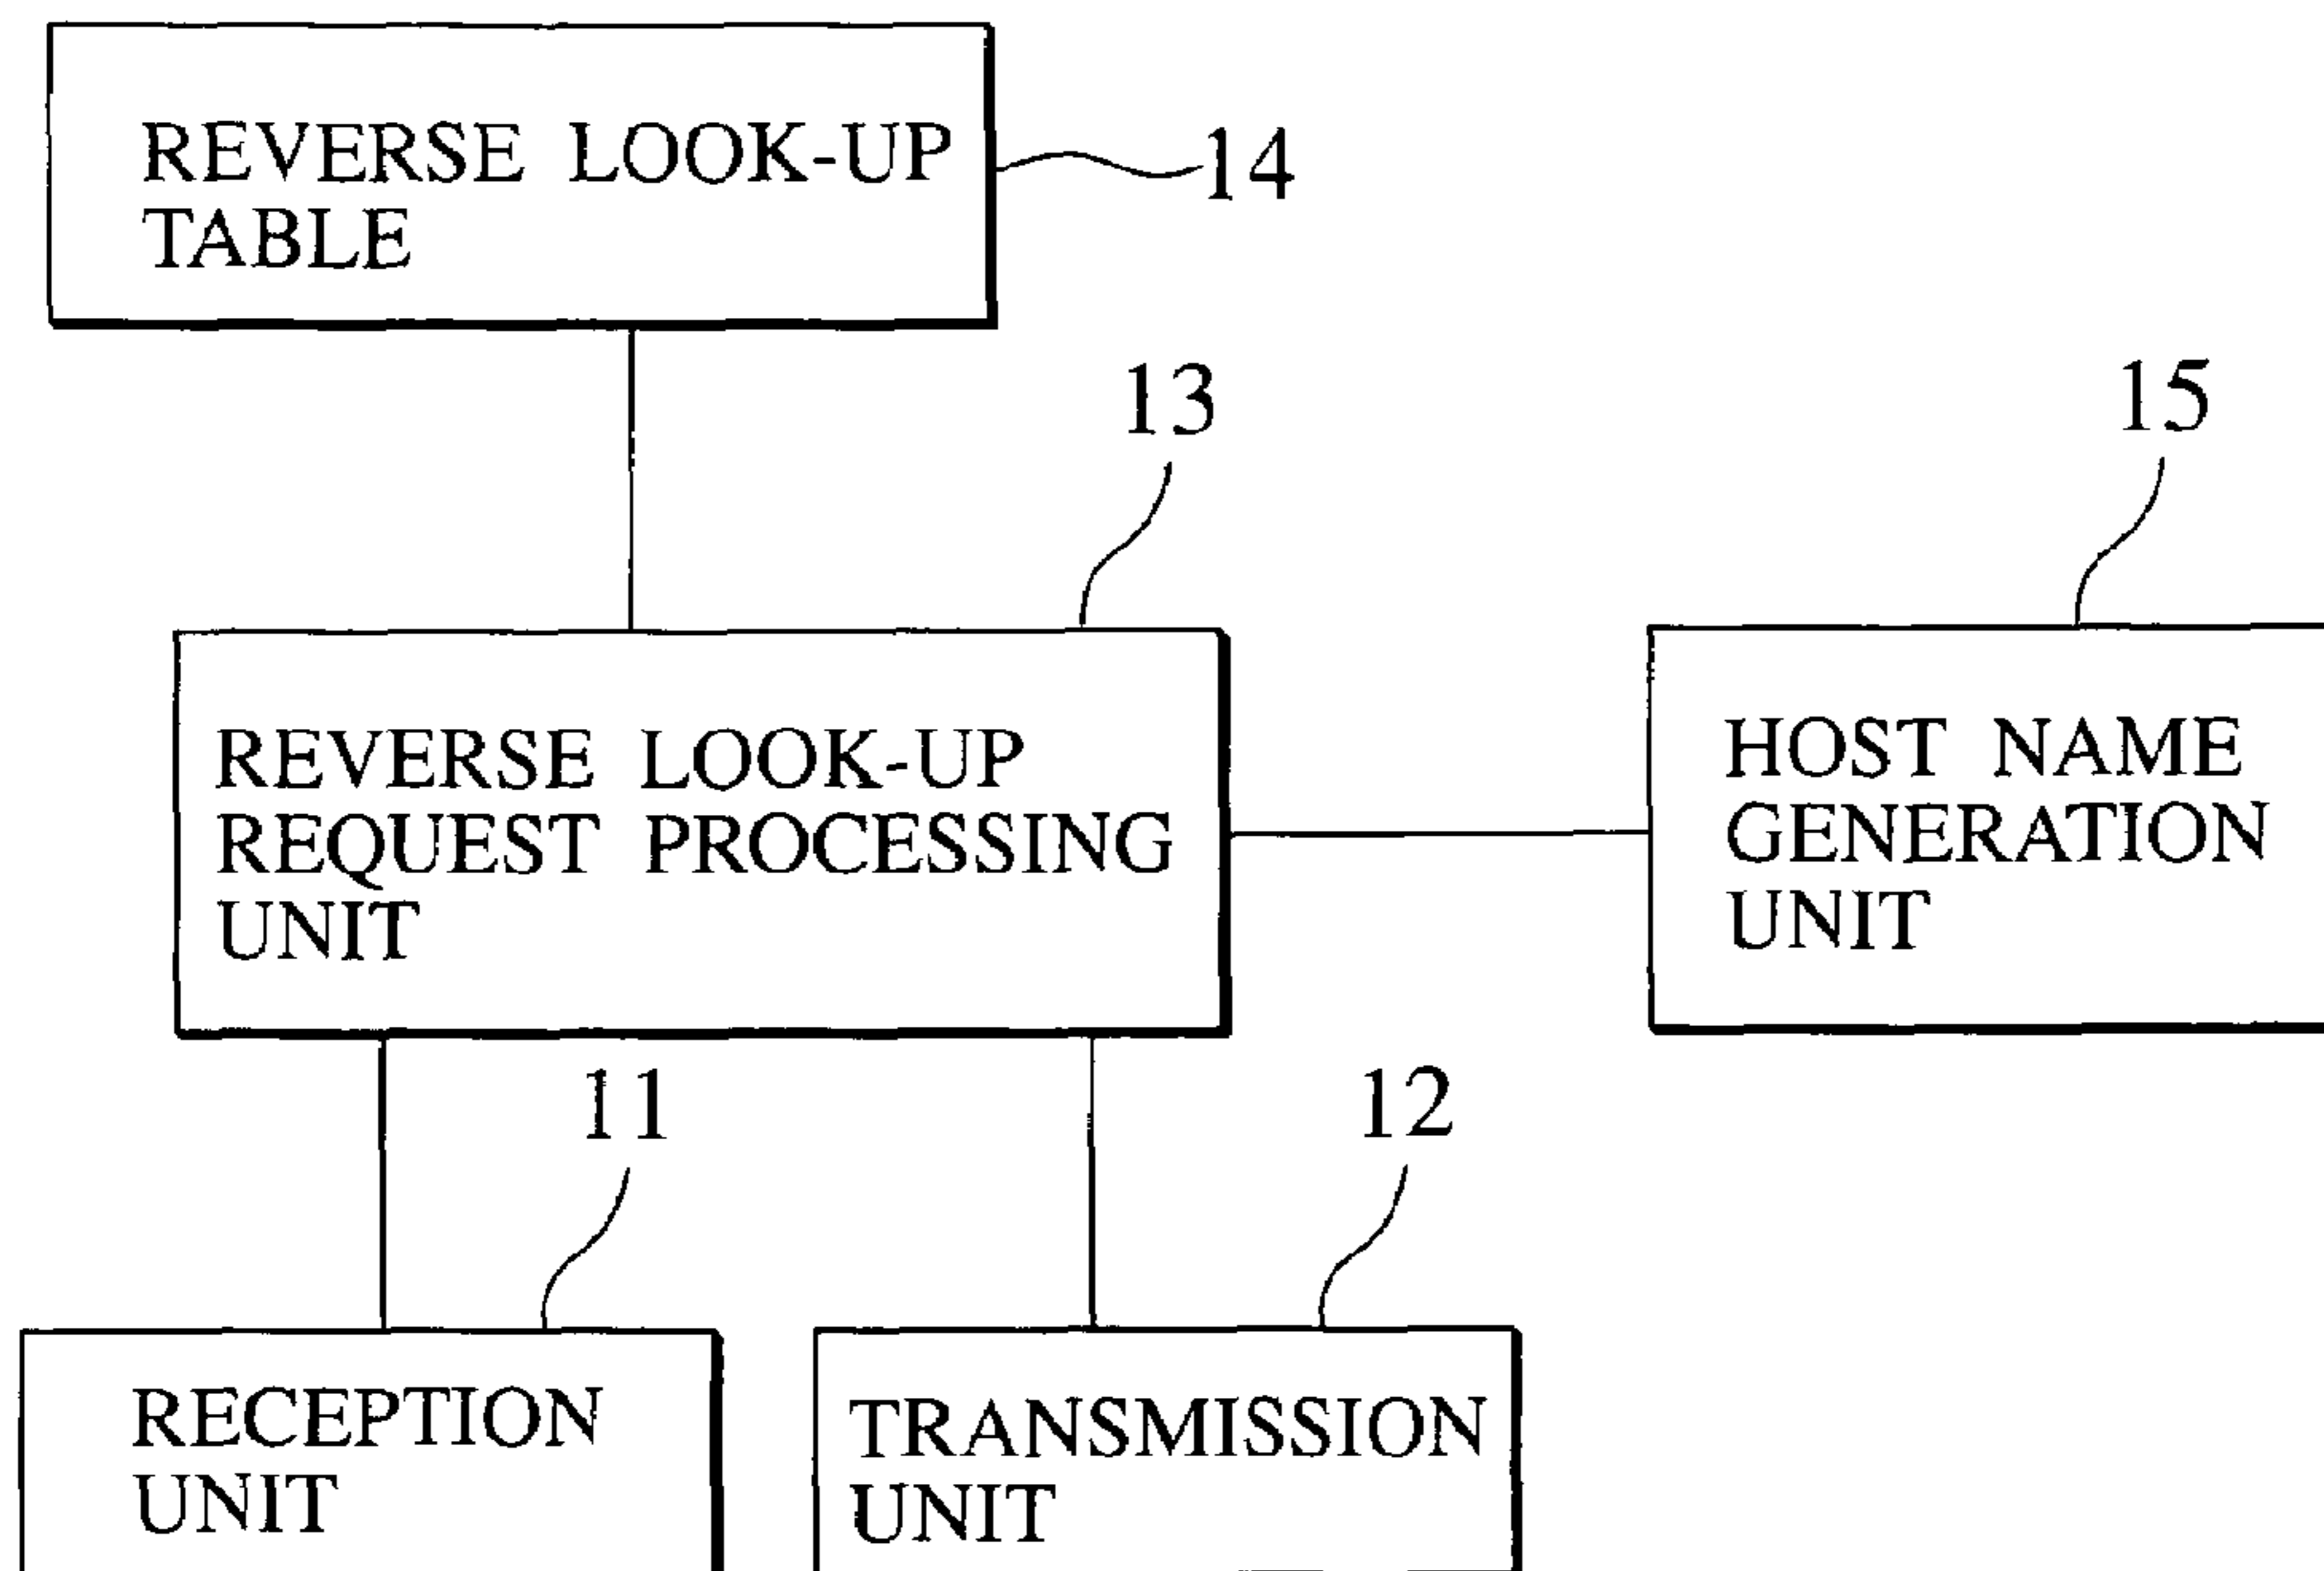 REVERSE LOOK-UP
TABLE
14
13
15
REVERSE LOOK-UP
REQUEST PROCESSING
UNIT
HOST NAME
GENERATION
UNIT
11
12
RECEPTION
UNIT
TRANSMISSION
UNIT